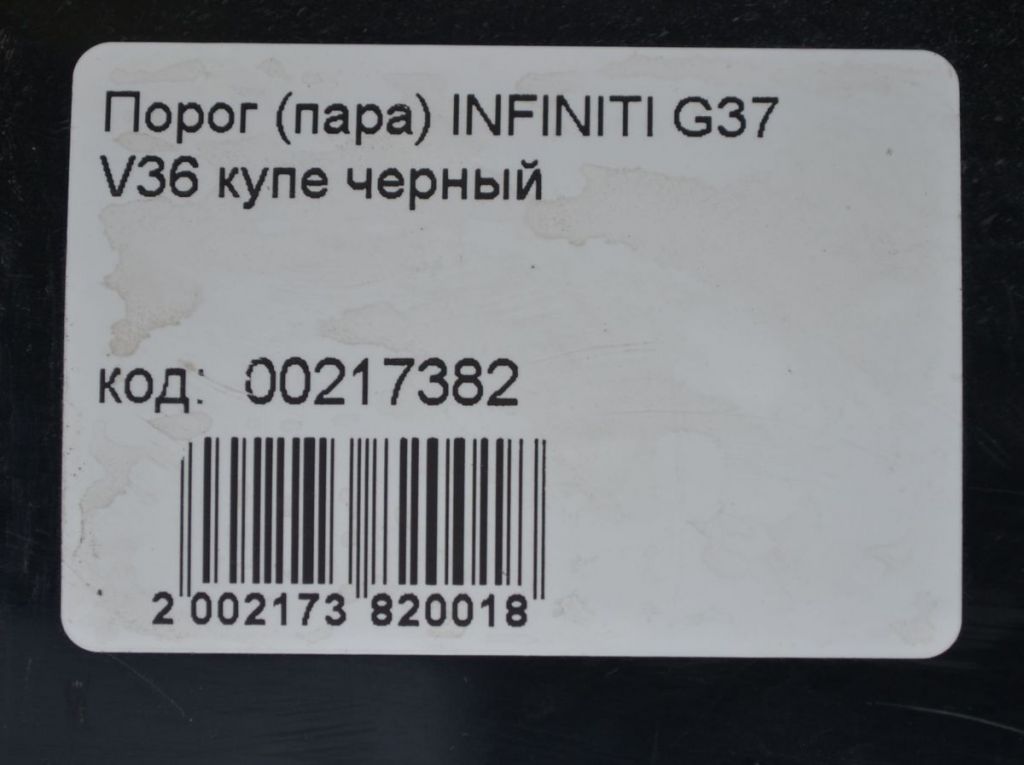 Порог (пара) INFINITI G37
V36 купе черный
код: 00217382
2 002173 820018